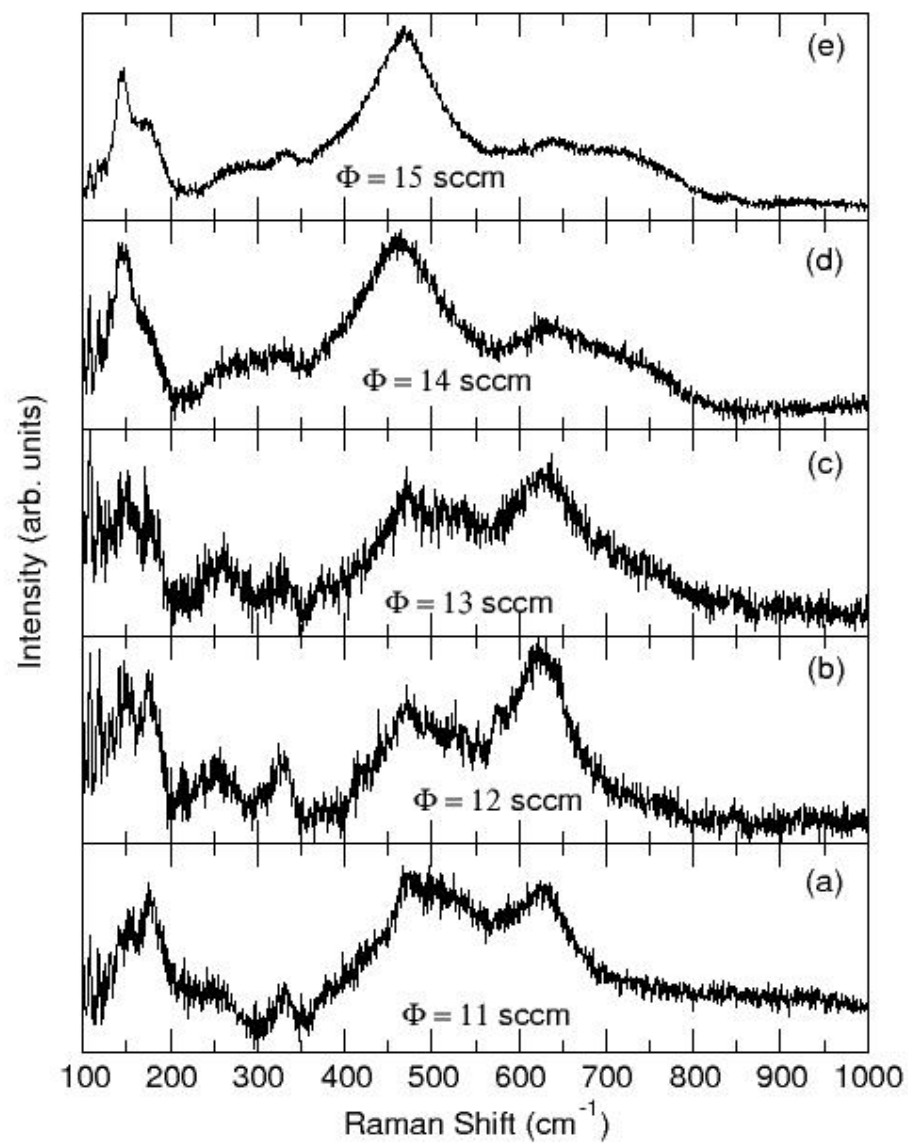 (e)
Φ = 15 sccm
(d)
Φ = 14 sccm
(c)
Φ = 13 sccm
(b)
Φ = 12 sccm
(a)
Φ = 11 sccm
Intensity (arb. units)
100 200 300 400 500 600 700 800 900 1000
Raman Shift (cm⁻¹)